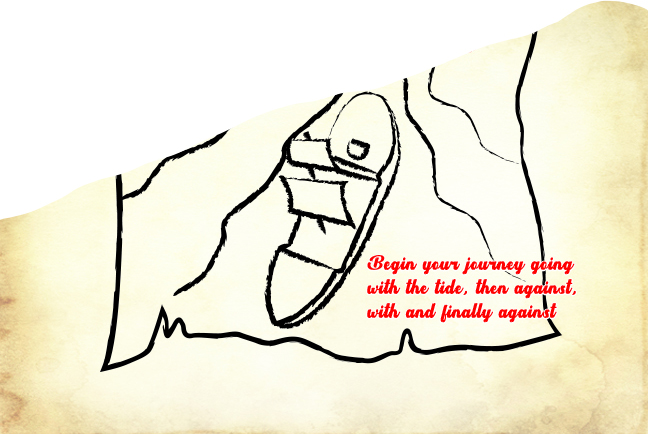 Begin your journey going
with the tide, then against,
with and finally against